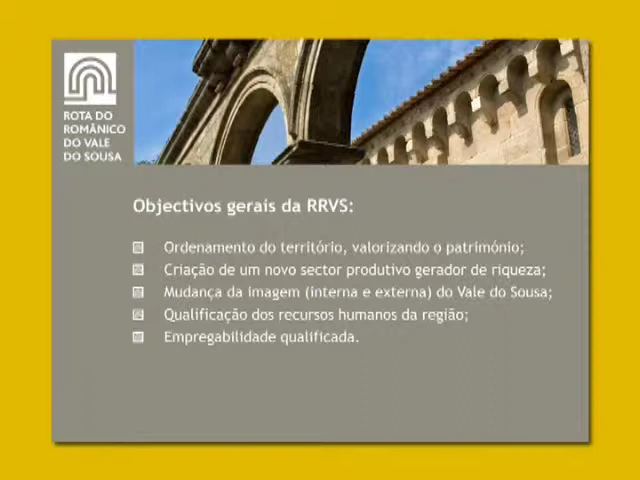 ROTA DO
ROMÂNICO
DO VALE
DO SOUSA
Objectivos gerais da RRVS:
Ordenamento do território, valorizando o património;
Criação de um novo sector produtivo gerador de riqueza;
Mudança da imagem (interna e externa) do Vale do Sousa;
Qualificação dos recursos humanos da região;
Empregabilidade qualificada.